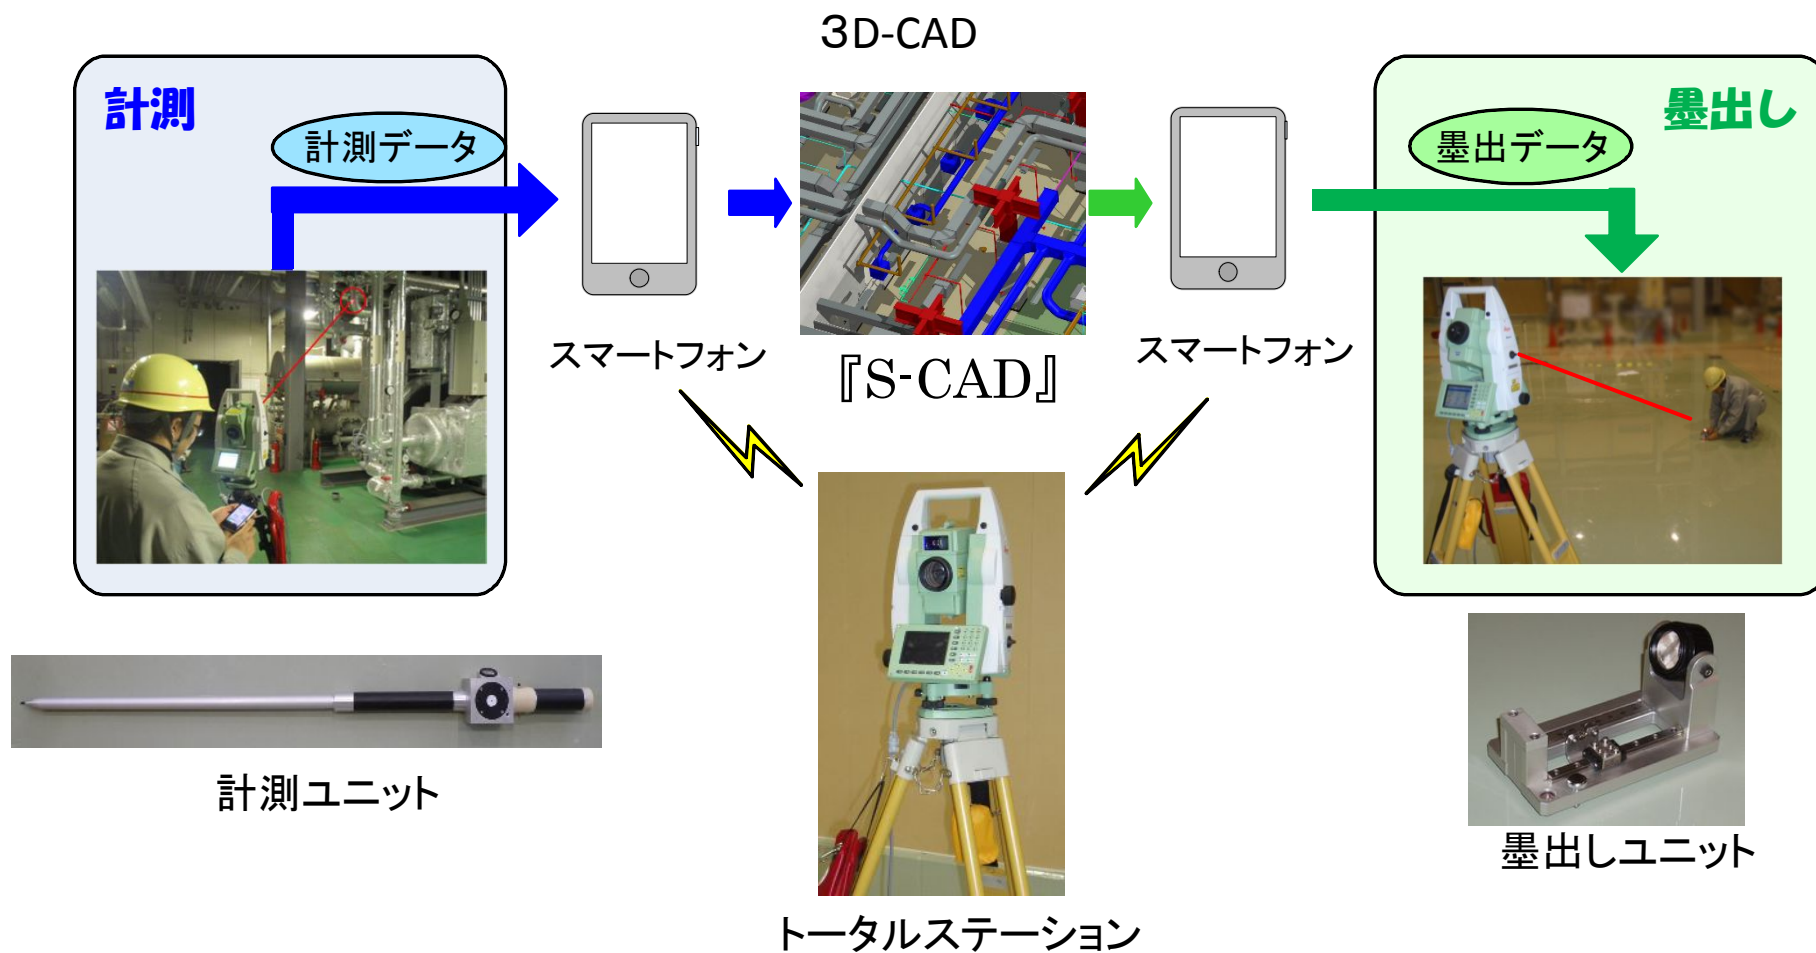 ３D-CAD
計測
計測データ
墨出し
墨出データ
スマートフォン
『S-CAD』
スマートフォン
計測ユニット
墨出しユニット
トータルステーション